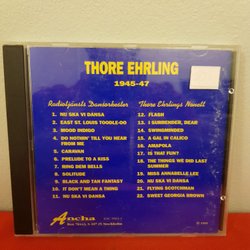 THORE EHRLING
1945-47
Radiotjänsts Dansorkester
1. NU SKA VI DANSA
2. EAST ST. LOUIS TOODLE-OO
3. MOOD INDIGO
4. DO NOTHIN' TILL YOU HEAR
FROM ME
5. CARAVAN
6. PRELUDE TO A KISS
7. RING DEM BELLS
8. SOLITUDE
9. BLACK AND TAN FANTASY
10. IT DON'T MEAN A THING
11. NU SKA VI DANSA
Thore Ehrlings Nonett
12. FLASH
13. I SURRENDER, DEAR
14. SWINGMINDED
15. A GAL IN CALICO
16. AMAPOLA
17. IS THAT FUN?
18. THE THINGS WE DID LAST
SUMMER
19. MISS ANNABELLE LEE
20. NU SKA VI DANSA
21. FLYING SCOTSMAN
22. SWEET GEORGIA BROWN
Ancha